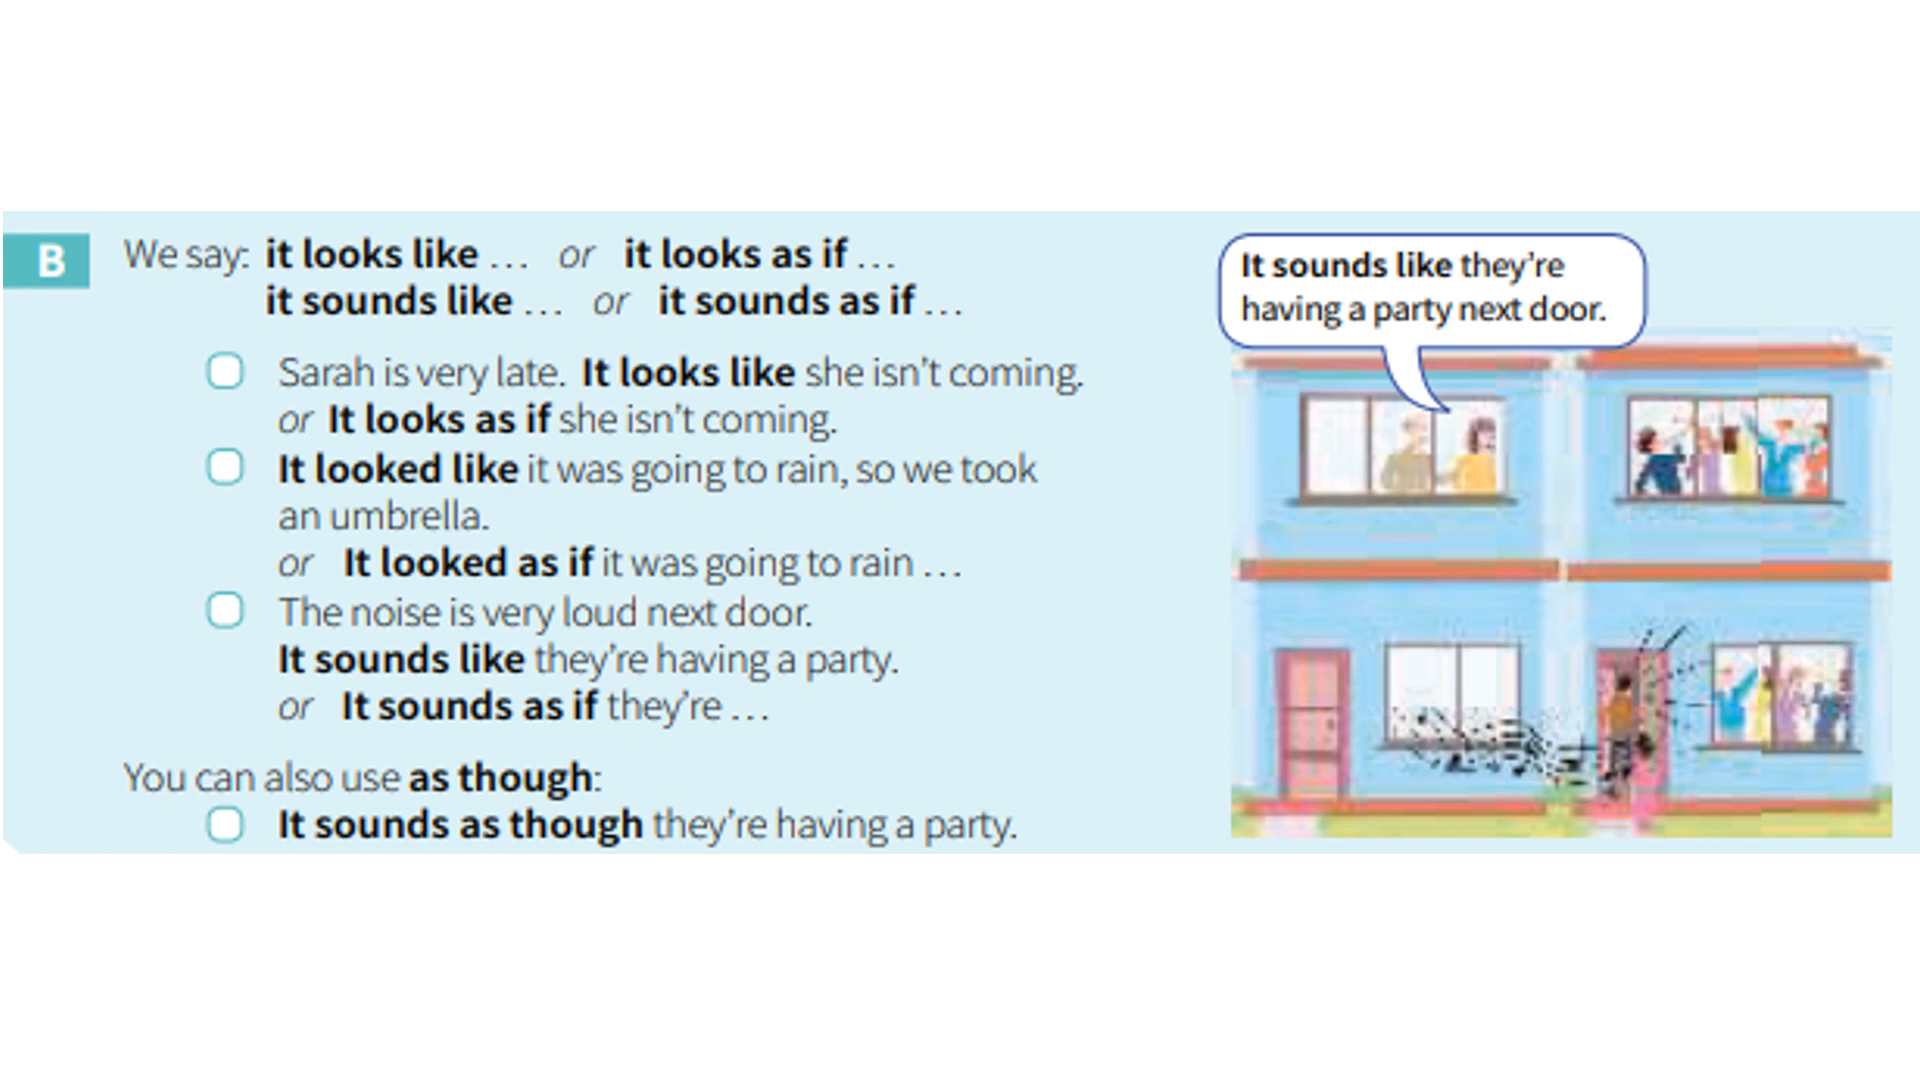 B
We say: it looks like … or it looks as if …
it sounds like … or it sounds as if …
Sarah is very late. It looks like she isn’t coming.
or It looks as if she isn’t coming.
It looked like it was going to rain, so we took
an umbrella.
or It looked as if it was going to rain …
The noise is very loud next door.
It sounds like they’re having a party.
or It sounds as if they’re …
You can also use as though:
It sounds as though they’re having a party.
It sounds like they’re
having a party next door.